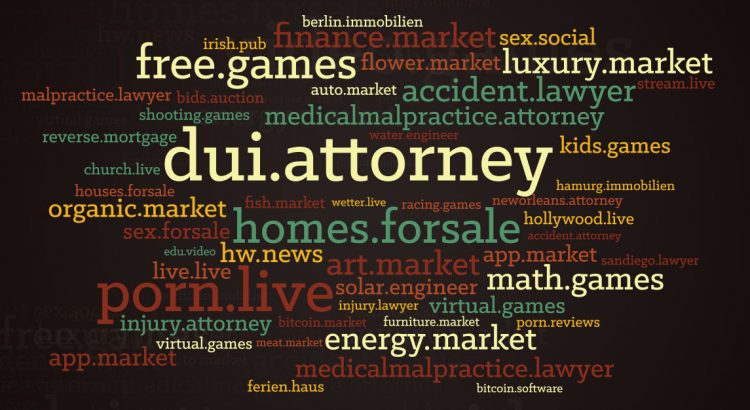 berlin.immobilien
finance.market
irish.pub
sex.social
free.games
flower.market
luxury.market
malpractice.lawyer
bids.auction
auto.market
accident.lawyer
stream.live
shooting.games
medicalmalpractice.attorney
reverse.mortgage
water.engineer
dui.attorney
kids.games
church.live
houses.forsale
hamurg.immobilien
organic.market
fish.market
wetter.live
racing.games
neworleans.attorney
sex.forsale
homes.forsale
hollywood.live
accident.attorney
edu.video
hw.news
art.market
app.market
sandiego.lawyer
live.live
porn.live
solar.engineer
math.games
injury.lawyer
virtual.games
injury.attorney
bitcoin.market
furniture.market
porn.reviews
virtual.games
meat.market
energy.market
app.market
medicalmalpractice.lawyer
ferien.haus
bitcoin.software